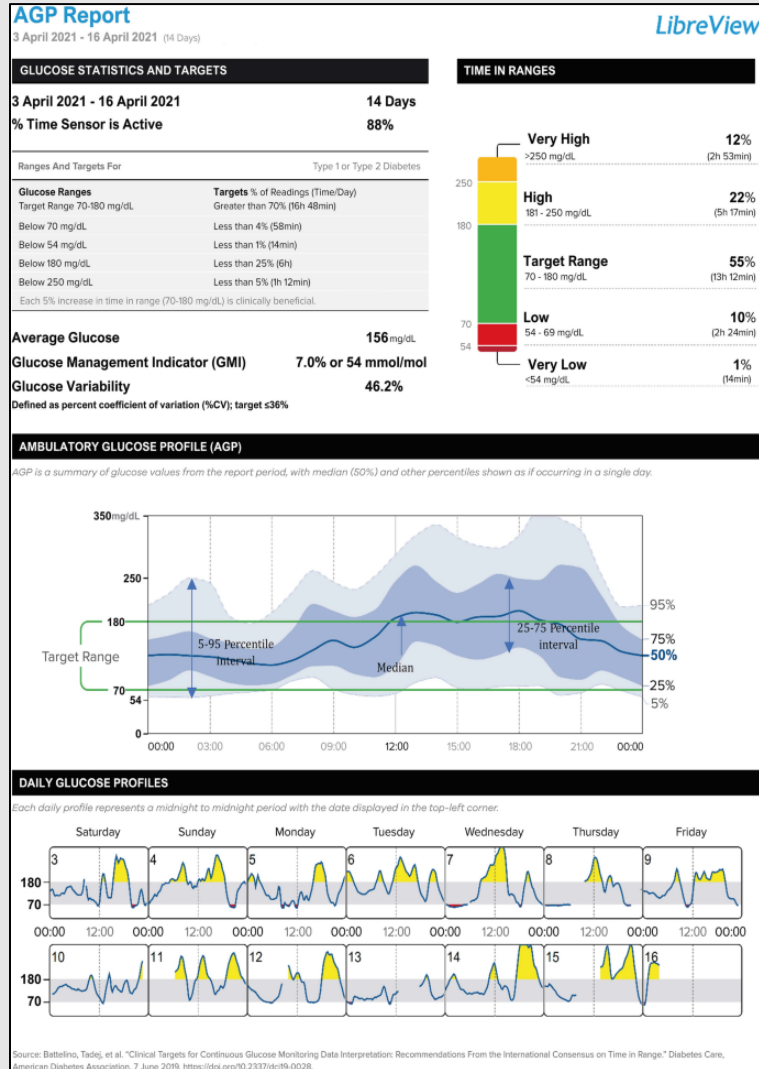 AGP Report
LibreView
3 April 2021 - 16 April 2021 (14 Days)
GLUCOSE STATISTICS AND TARGETS
3 April 2021 - 16 April 2021 14 Days
% Time Sensor is Active 88%
Ranges And Targets For Type 1 or Type 2 Diabetes
Glucose Ranges Targets % of Readings (Time/Day)
Target Range 70-180 mg/dL Greater than 70% (16h 48min)
Below 70 mg/dL Less than 4% (58min)
Below 54 mg/dL Less than 1% (14min)
Below 180 mg/dL Less than 25% (6h)
Below 250 mg/dL Less than 5% (1h 12min)
Each 5% increase in time in range (70-180 mg/dL) is clinically beneficial.
Average Glucose 156 mg/dL
Glucose Management Indicator (GMI) 7.0% or 54 mmol/mol
Glucose Variability 46.2%
Defined as percent coefficient of variation (%CV); target ≤36%
TIME IN RANGES
Very High 12%
>250 mg/dL (2h 53min)
250
High 22%
181 - 250 mg/dL (5h 17min)
180
Target Range 55%
70 - 180 mg/dL (13h 12min)
Low 10%
70
54 - 69 mg/dL (2h 24min)
54
Very Low 1%
<54 mg/dL (14min)
AMBULATORY GLUCOSE PROFILE (AGP)
AGP is a summary of glucose values from the report period, with median (50%) and other percentiles shown as if occurring in a single day.
350mg/dL
250
95%
180
5-95 Percentile
interval
25-75 Percentile
interval
75%
Target Range
Median
50%
70
25%
54
5%
0
00:00 03:00 06:00 09:00 12:00 15:00 18:00 21:00 00:00
DAILY GLUCOSE PROFILES
Each daily profile represents a midnight to midnight period with the date displayed in the top-left corner.
Saturday Sunday Monday Tuesday Wednesday Thursday Friday
3 4 5 6 7 8 9
180
70
00:00 12:00 00:00 12:00 00:00 12:00 00:00 12:00 00:00 12:00 00:00 12:00 00:00 12:00 00:00
10 11 12 13 14 15 16
180
70
Source: Battelino, Tadej, et al. "Clinical Targets for Continuous Glucose Monitoring Data Interpretation: Recommendations From the International Consensus on Time in Range." Diabetes Care,
American Diabetes Association, 7 June 2019, https://doi.org/10.2337/dci19-0028.